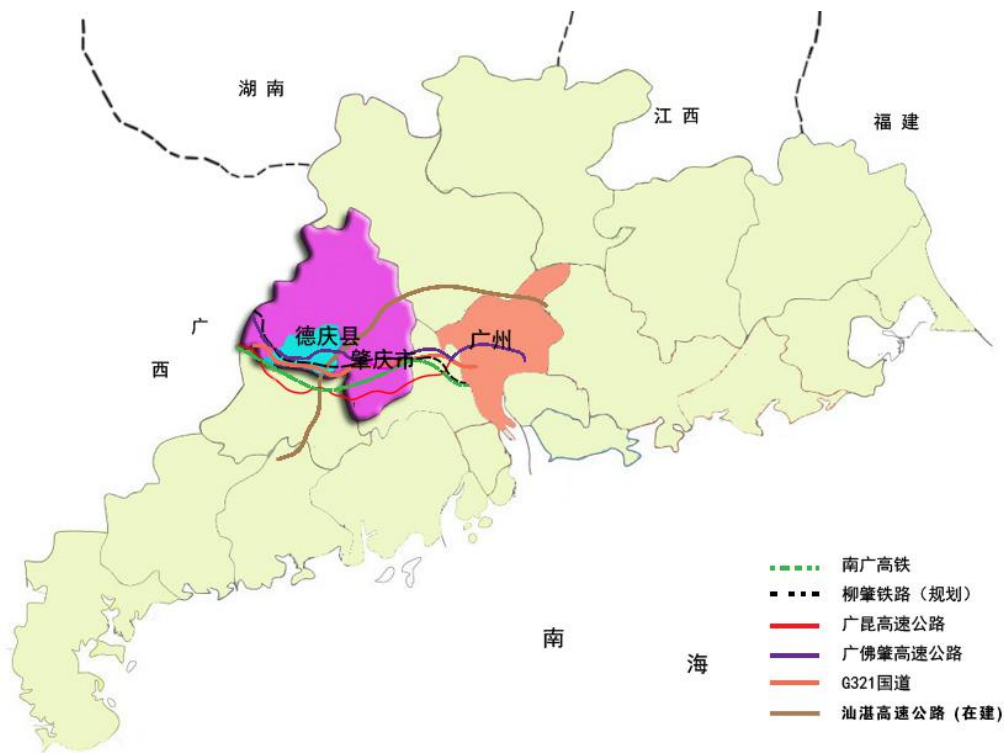 湖南
江西
福建
广
西
德庆县
肇庆市
广州
南
海
南广高铁
柳肇铁路（规划）
广昆高速公路
广佛肇高速公路
G321国道
汕湛高速公路 (在建)